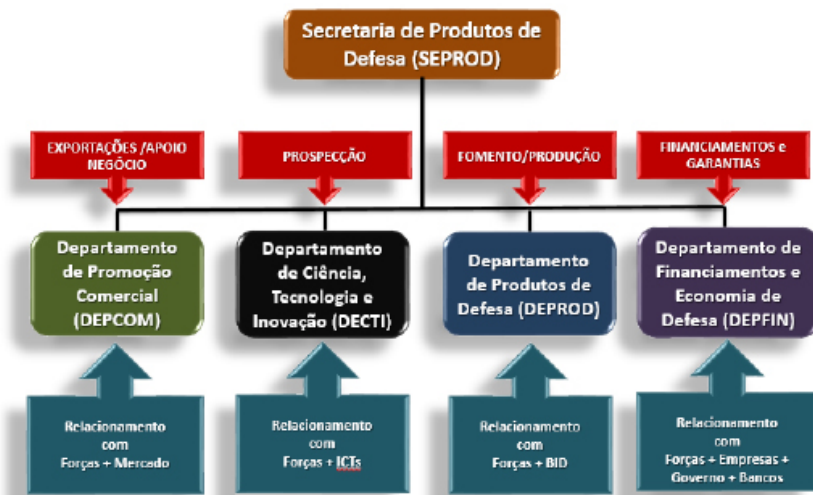 Secretaria de Produtos de
Defesa (SEPROD)
EXPORTAÇÕES /APOIO
NEGÓCIO
PROSPECÇÃO
FOMENTO/PRODUÇÃO
FINANCIAMENTOS e
GARANTIAS
Departamento
de Promoção
Comercial
(DEPCOM)
Departamento
de Ciência,
Tecnologia e
Inovação (DECTI)
Departamento
de Produtos de
Defesa (DEPROD)
Departamento de
Financiamentos e
Economia de
Defesa (DEPFIN)
Relacionamento
com
Forças + Mercado
Relacionamento
com
Forças + ICTs
Relacionamento
com
Forças + BID
Relacionamento
com
Forças + Empresas +
Governo + Bancos